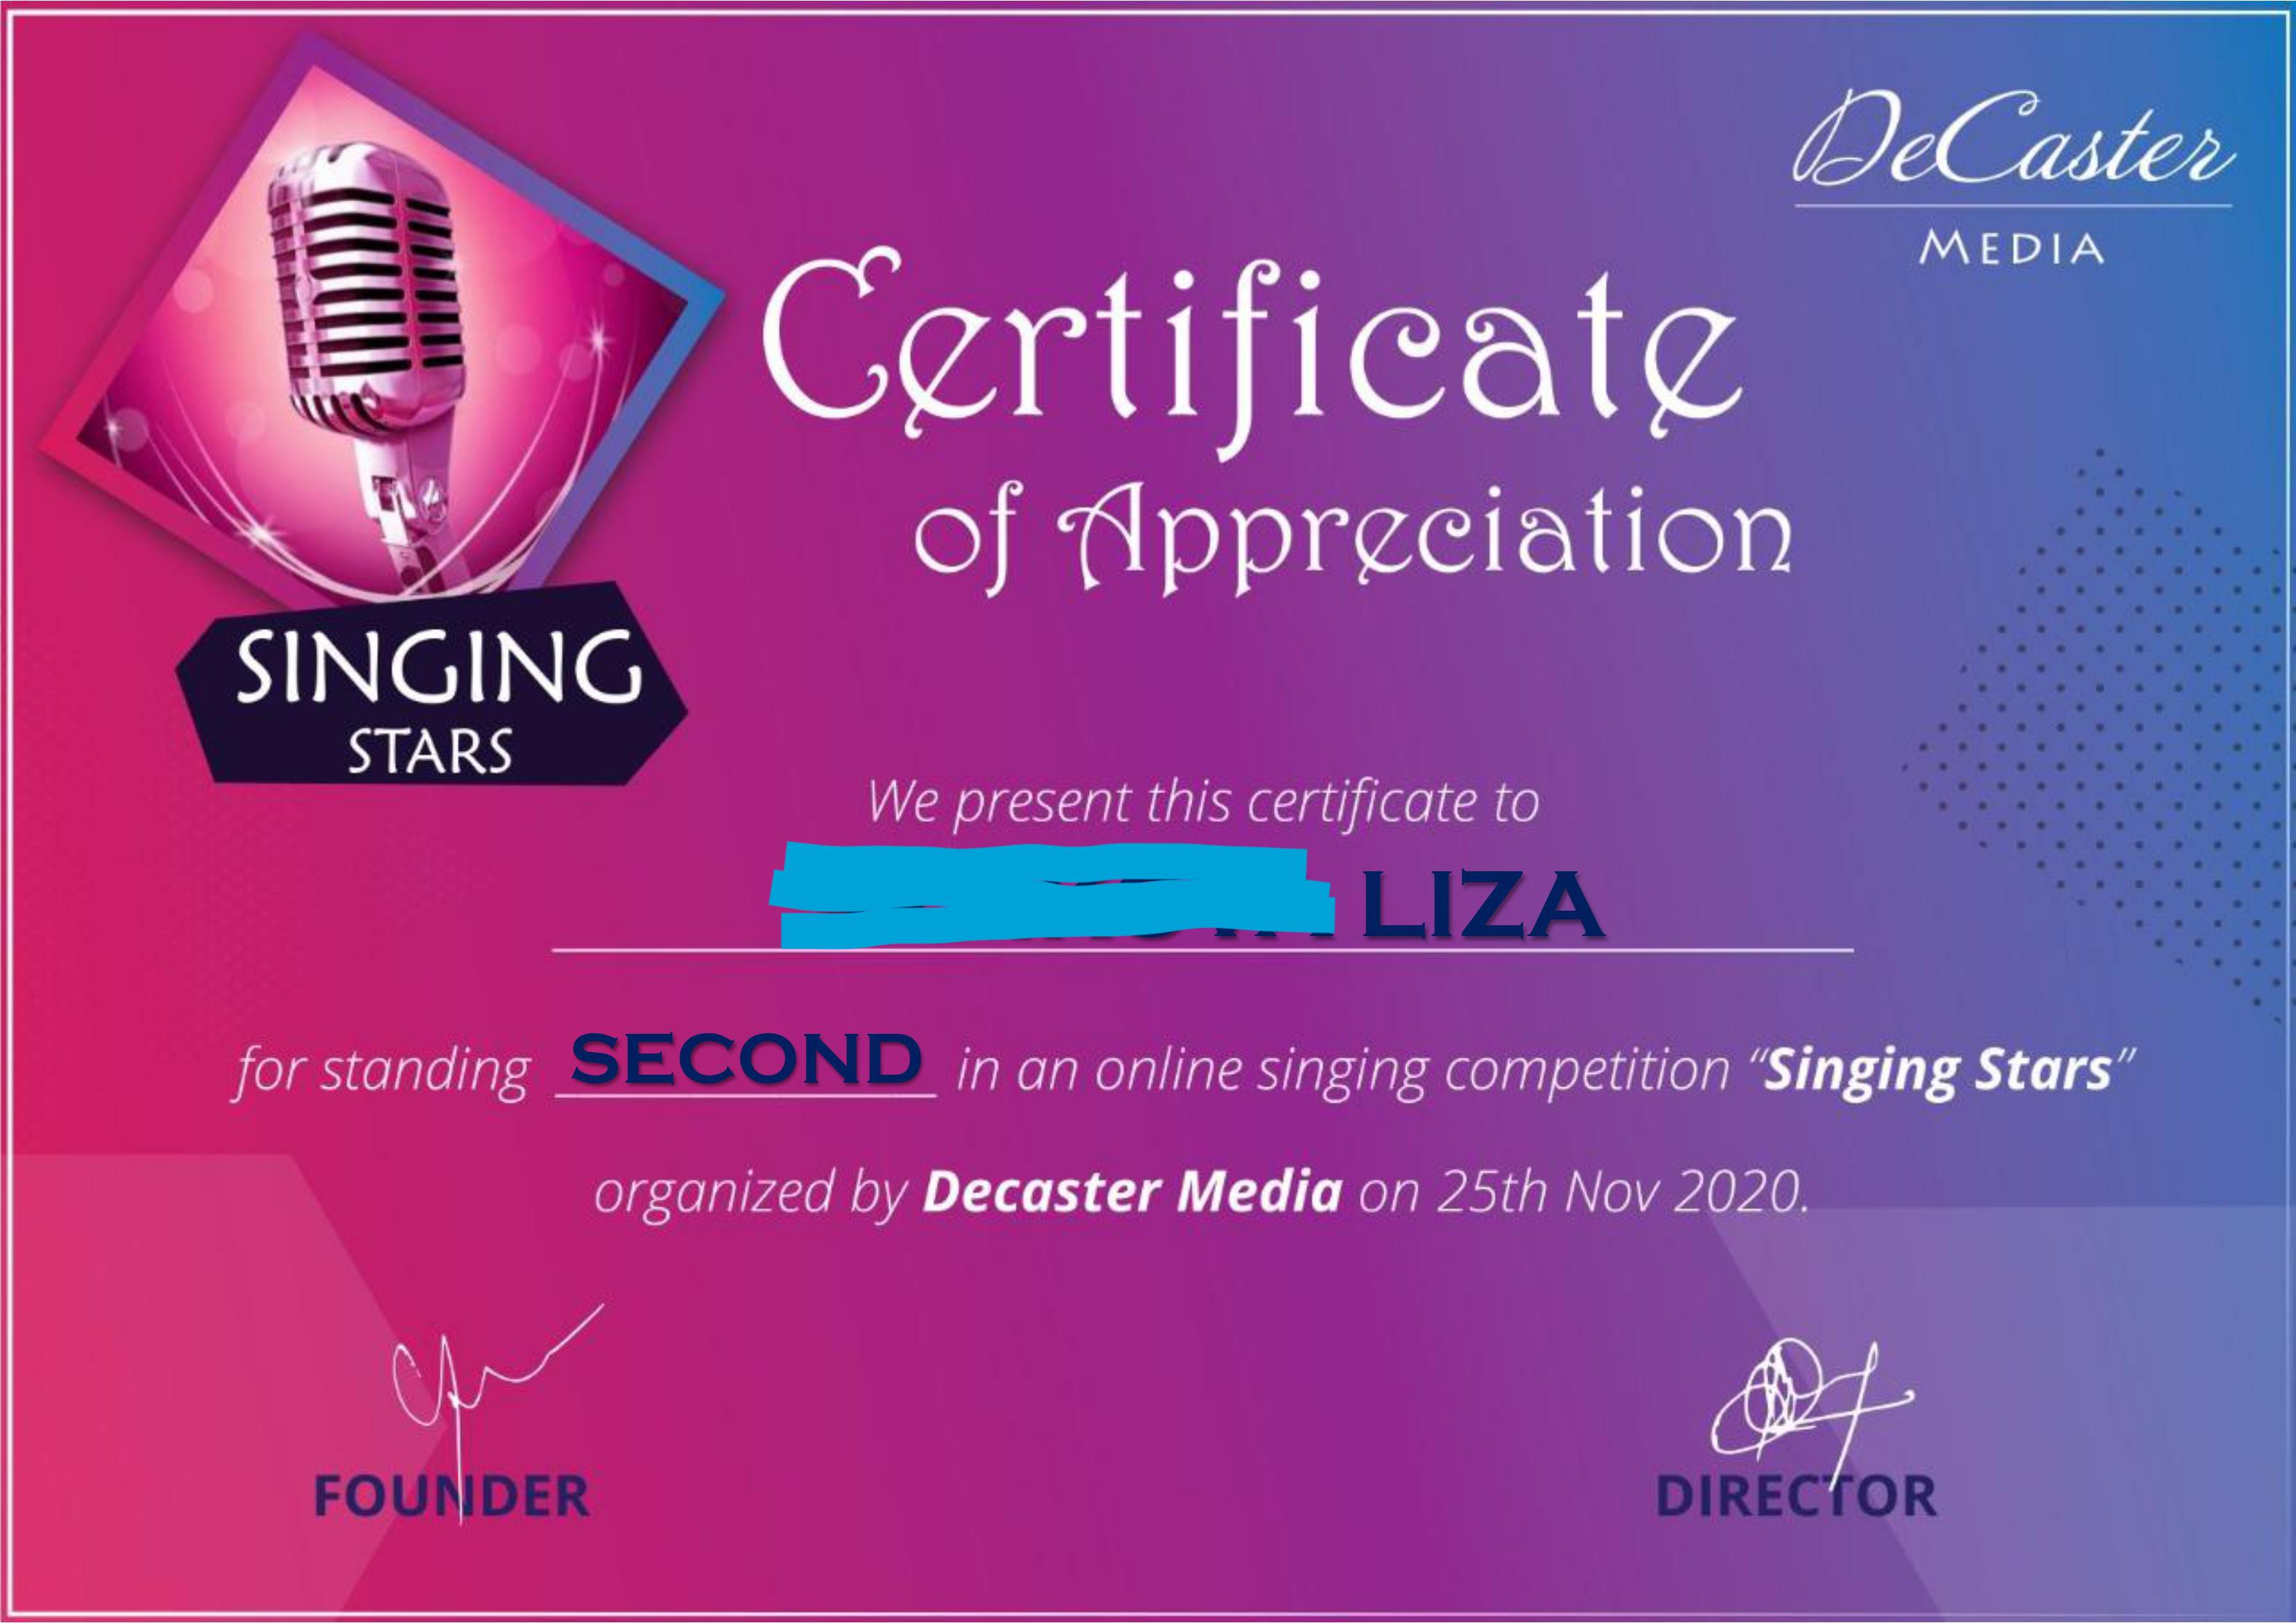 DeCaster
MEDIA
Certificate
of Appreciation
SINGING
STARS
We present this certificate to
LIZA
for standing SECOND in an online singing competition "Singing Stars"
organized by Decaster Media on 25th Nov 2020.
FOUNDER
DIRECTOR